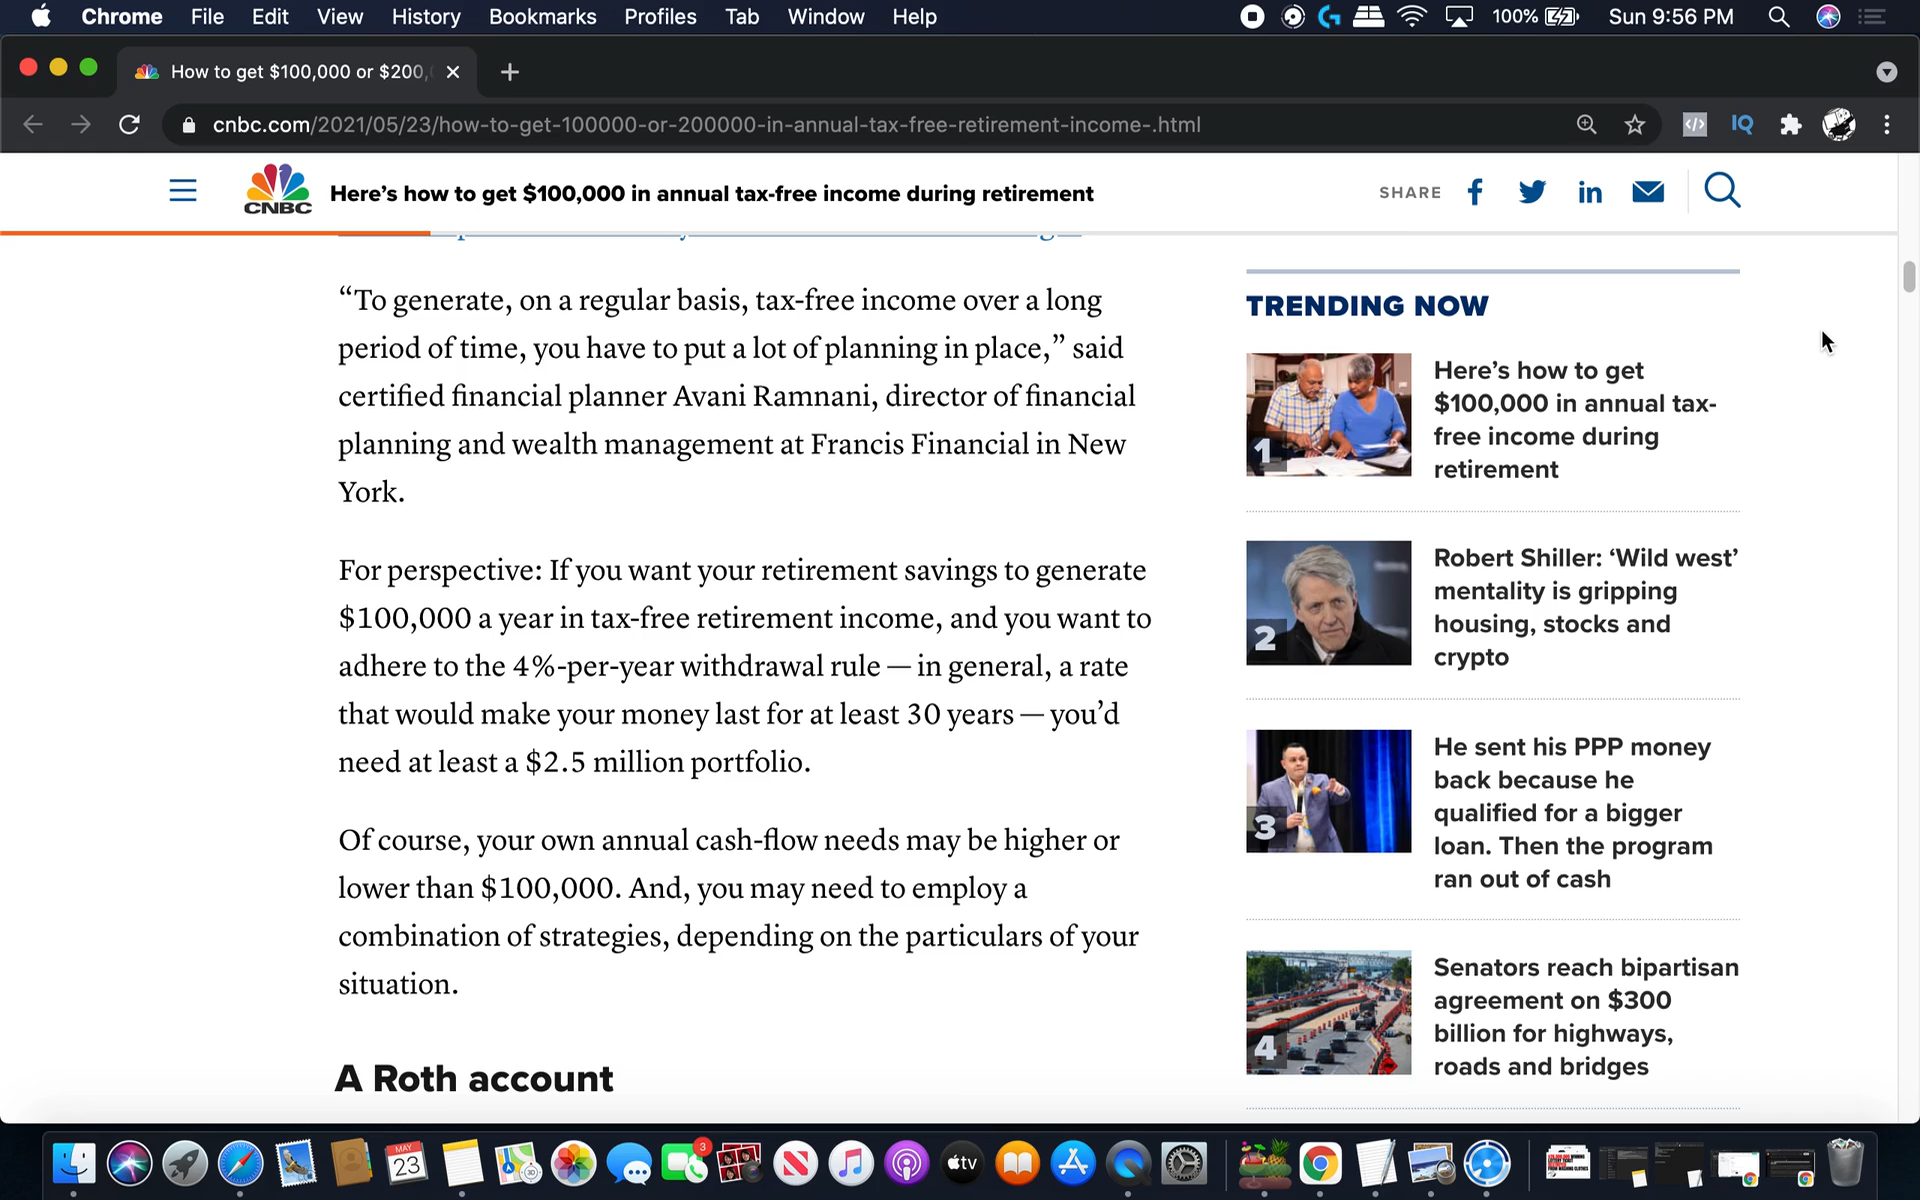 Chrome File Edit View History Bookmarks Profiles Tab Window Help 100% Sun 9:56 PM
How to get $100,000 or $200,
cnbc.com/2021/05/23/how-to-get-100000-or-200000-in-annual-tax-free-retirement-income-.html
IQ
CNBC
Here’s how to get $100,000 in annual tax-free income during retirement
SHARE
“To generate, on a regular basis, tax-free income over a long
period of time, you have to put a lot of planning in place,” said
certified financial planner Avani Ramnani, director of financial
planning and wealth management at Francis Financial in New
York.
For perspective: If you want your retirement savings to generate
$100,000 a year in tax-free retirement income, and you want to
adhere to the 4%-per-year withdrawal rule — in general, a rate
that would make your money last for at least 30 years — you’d
need at least a $2.5 million portfolio.
Of course, your own annual cash-flow needs may be higher or
lower than $100,000. And, you may need to employ a
combination of strategies, depending on the particulars of your
situation.
A Roth account
TRENDING NOW
1
Here’s how to get
$100,000 in annual tax-
free income during
retirement
2
Robert Shiller: ‘Wild west’
mentality is gripping
housing, stocks and
crypto
3
He sent his PPP money
back because he
qualified for a bigger
loan. Then the program
ran out of cash
4
Senators reach bipartisan
agreement on $300
billion for highways,
roads and bridges
MAY
23
3D
3
tv